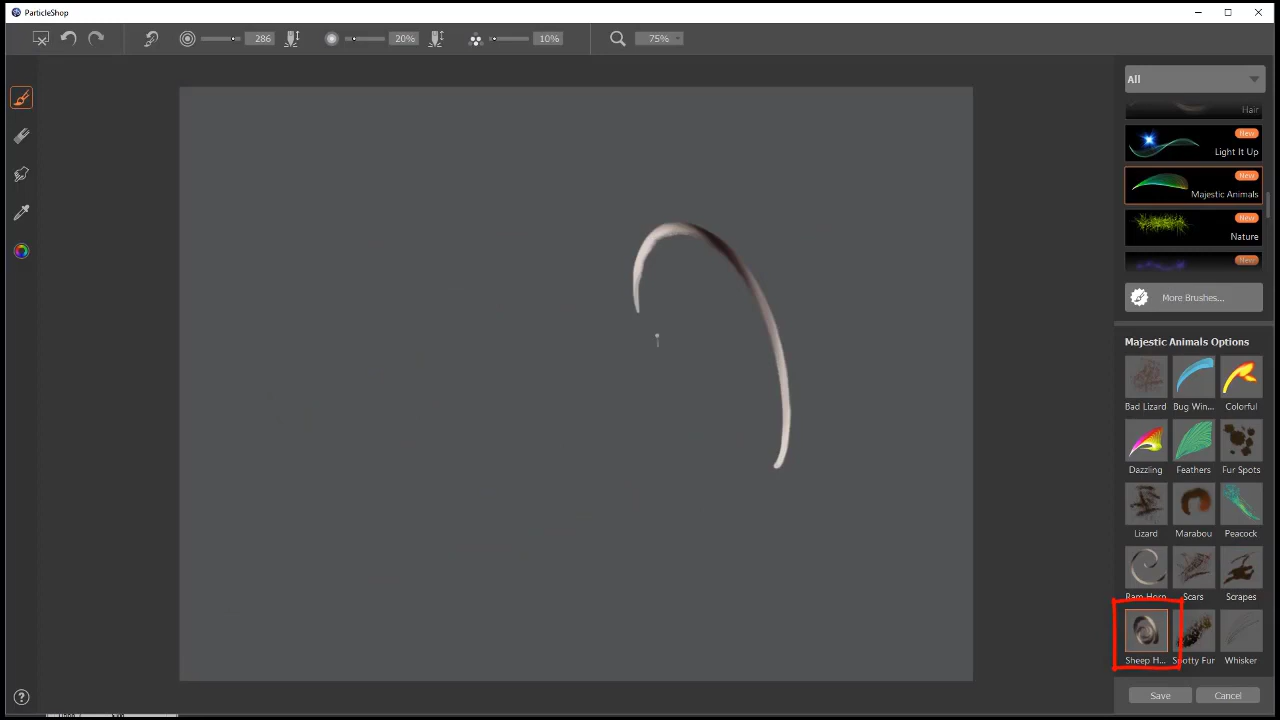 ParticleShop
286
20%
10%
75%
All
Hair
New
Light It Up
New
Majestic Animals
New
Nature
New
More Brushes...
Majestic Animals Options
Bad Lizard
Bug Win...
Colorful
Dazzling
Feathers
Fur Spots
Lizard
Marabou
Peacock
Ram Horn
Scars
Scrapes
Sheep H...
Spotty Fur
Whisker
Save
Cancel